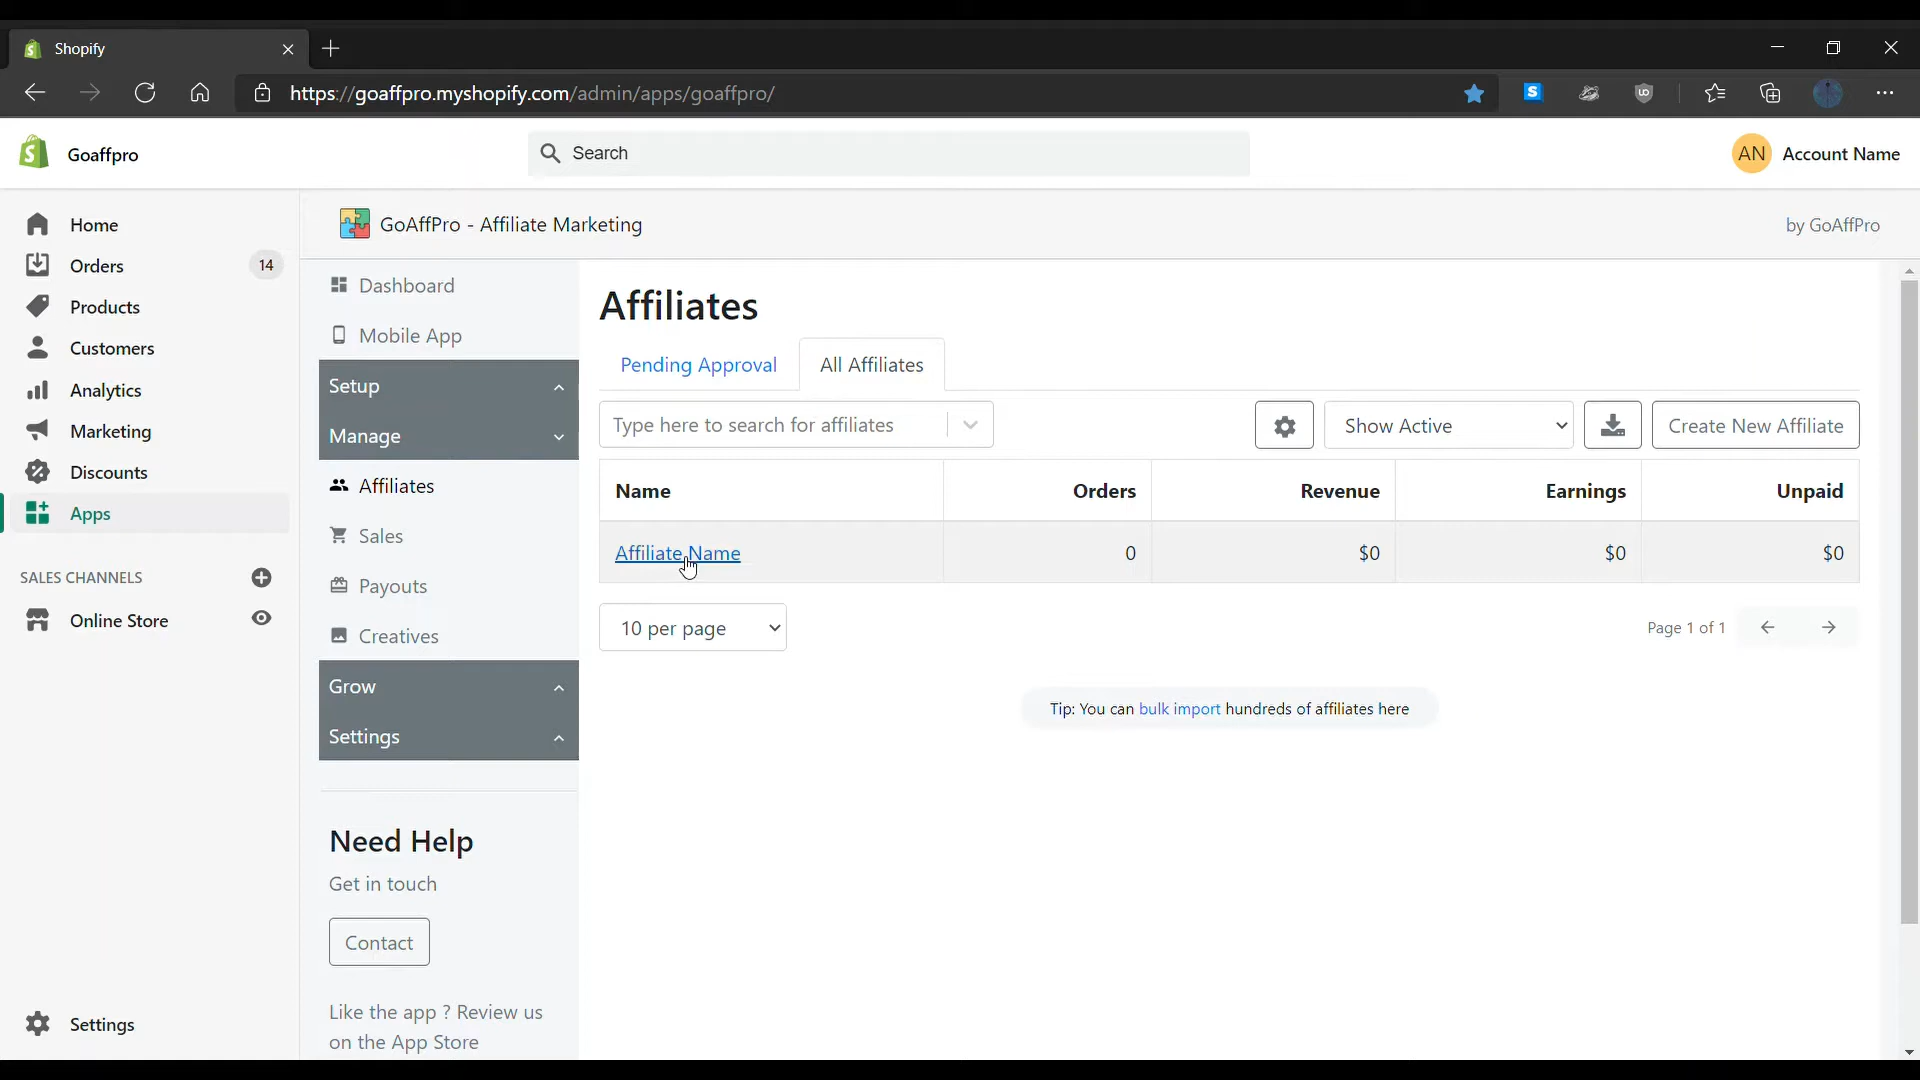 Shopify
https://goaffpro.myshopify.com/admin/apps/goaffpro/
Goaffpro
Search
AN Account Name
Home
Orders 14
Products
Customers
Analytics
Marketing
Discounts
Apps
SALES CHANNELS
Online Store
Settings
GoAffPro - Affiliate Marketing
by GoAffPro
Dashboard
Mobile App
Setup
Manage
Affiliates
Sales
Payouts
Creatives
Grow
Settings
Need Help
Get in touch
Contact
Like the app ? Review us
on the App Store
Affiliates
Pending Approval All Affiliates
Type here to search for affiliates Show Active Create New Affiliate
Name Orders Revenue Earnings Unpaid
Affiliate Name 0 $0 $0 $0
10 per page Page 1 of 1
Tip: You can bulk import hundreds of affiliates here